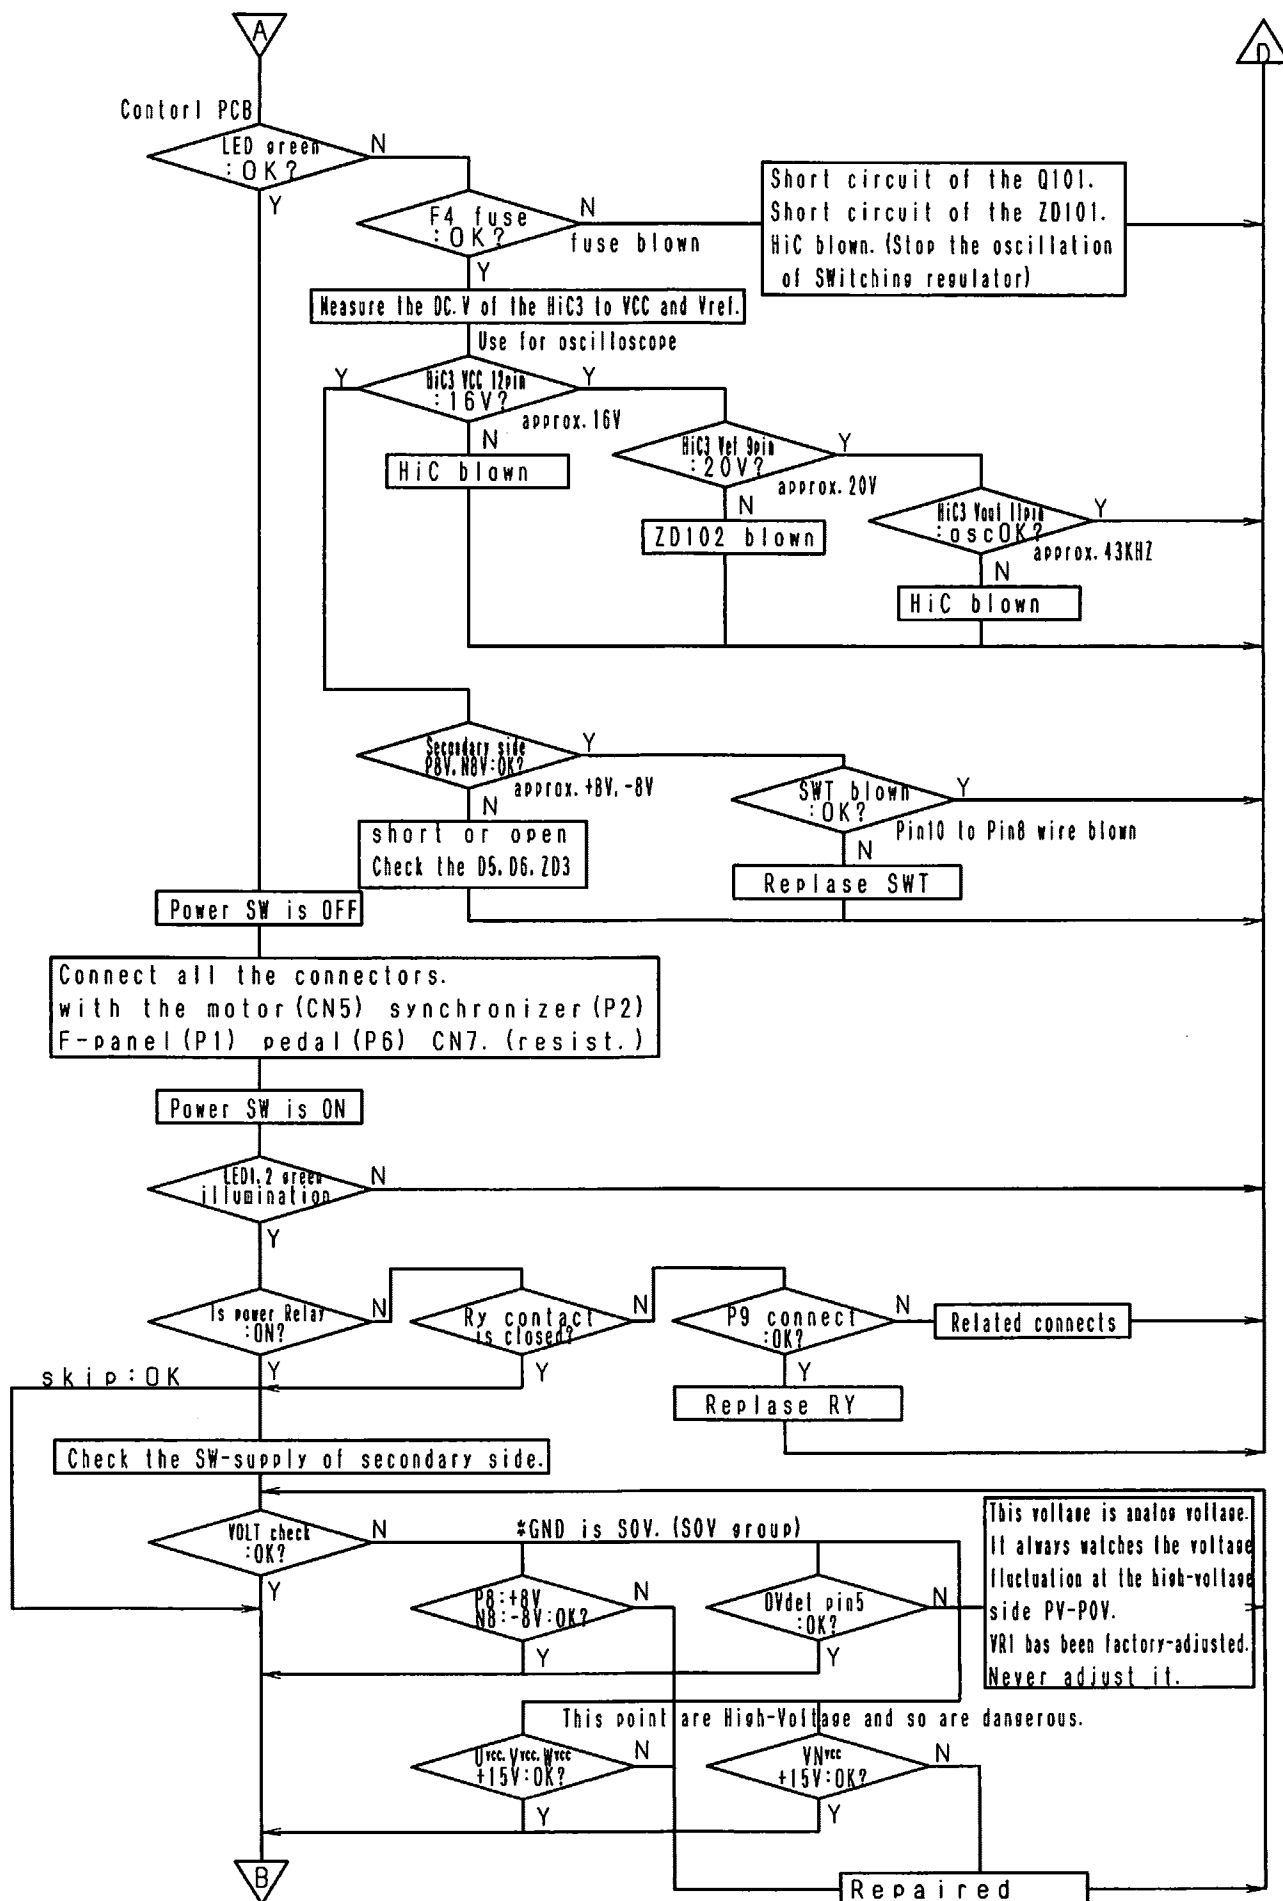 A
D
Contorl PCB
LED green
:OK?
N
Y
F4 fuse
:OK?
N
fuse blown
Y
Short circuit of the Q101.
Short circuit of the ZD101.
HiC blown. (Stop the oscillation
of SWitching regulator)
Measure the DC.V of the HiC3 to VCC and Vref.
Use for oscilloscope
Y
HiC3 VCC 12pin
:16V?
Y
approx. 16V
N
HiC blown
HiC3 Vef 9pin
:20V?
Y
approx. 20V
N
ZD102 blown
HiC3 Vout 11pin
:oscOK?
Y
approx. 43KHZ
N
HiC blown
Secondary side
P8V. N8V:OK?
Y
approx. +8V, -8V
N
short or open
Check the D5. D6. ZD3
SWT blown
:OK?
Y
Pin10 to Pin8 wire blown
N
Replase SWT
Power SW is OFF
Connect all the connectors.
with the motor(CN5) synchronizer(P2)
F-panel(P1) pedal(P6) CN7. (resist.)
Power SW is ON
LED1. 2 green
illumination
N
Y
Is power Relay
:ON?
N
Y
Ry contact
is closed?
N
Y
P9 connect
:OK?
N
Y
Related connects
Replase RY
skip:OK
Check the SW-supply of secondary side.
VOLT check
:OK?
N
Y
*GND is SOV. (SOV group)
P8:+8V
N8:-8V:OK?
N
Y
OVdet pin5
:OK?
N
Y
This voltage is analog voltage.
It always watches the voltage
fluctuation at the high-voltage
side PV-POV.
VR1 has been factory-adjusted.
Never adjust it.
This point are High-Voltage and so are dangerous.
Uvcc. Vvcc. Wvcc
+15V:OK?
N
Y
VNvcc
+15V:OK?
N
Y
B
Repaired